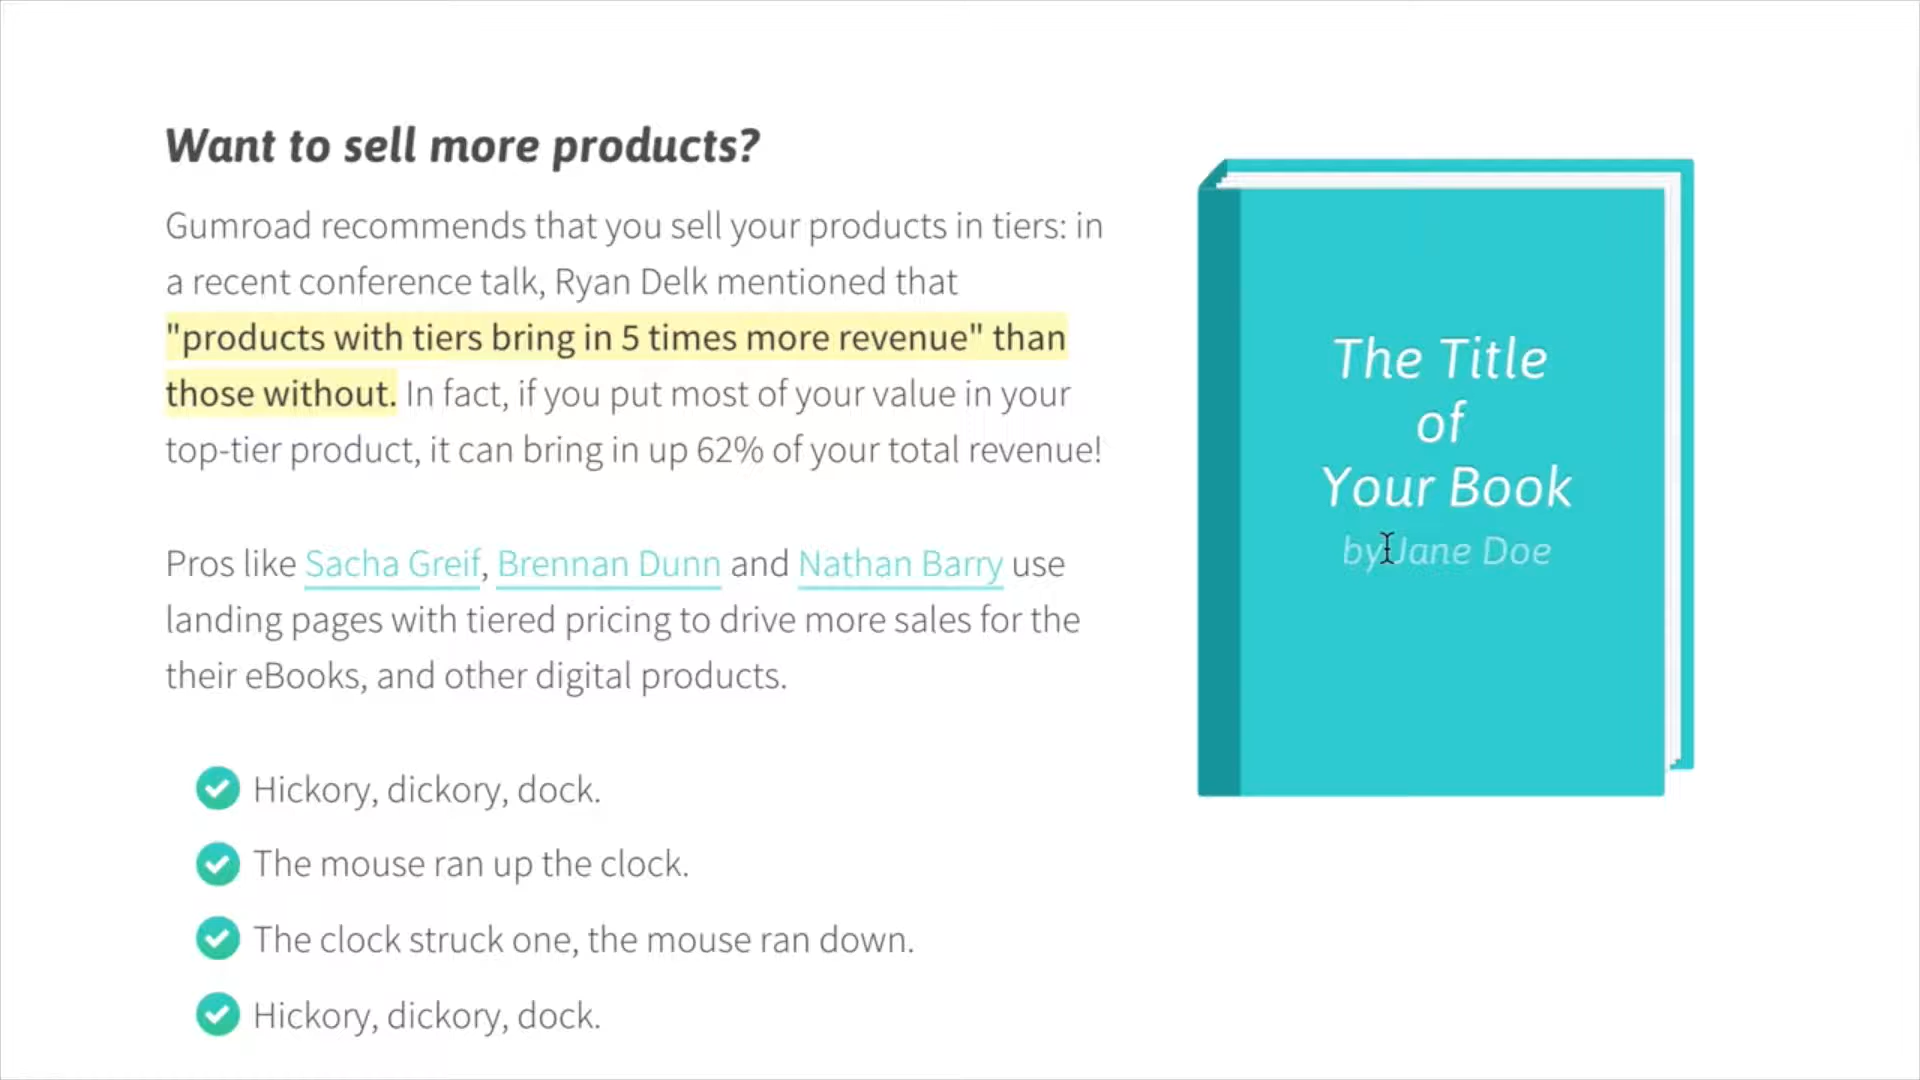 Want to sell more products?
Gumroad recommends that you sell your products in tiers: in
a recent conference talk, Ryan Delk mentioned that
"products with tiers bring in 5 times more revenue" than
those without. In fact, if you put most of your value in your
top-tier product, it can bring in up 62% of your total revenue!
Pros like Sacha Greif, Brennan Dunn and Nathan Barry use
landing pages with tiered pricing to drive more sales for the
their eBooks, and other digital products.
Hickory, dickory, dock.
The mouse ran up the clock.
The clock struck one, the mouse ran down.
Hickory, dickory, dock.
The Title
of
Your Book
by Jane Doe